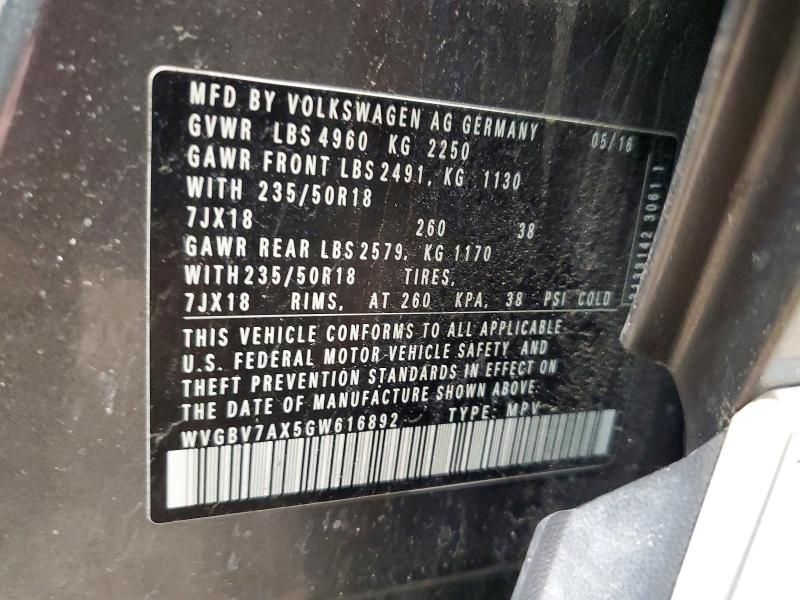 MFD BY VOLKSWAGEN AG GERMANY
GVWR LBS 4960 KG 2250 05/16
GAWR FRONT LBS 2491, KG 1130
WITH 235/50R18
7JX18 260 38
GAWR REAR LBS 2579, KG 1170
WITH 235/50R18 TIRES,
7JX18 RIMS, AT 260 KPA, 38 PSI COLD
THIS VEHICLE CONFORMS TO ALL APPLICABLE
U.S. FEDERAL MOTOR VEHICLE SAFETY AND
THEFT PREVENTION STANDARDS IN EFFECT ON
THE DATE OF MANUFACTURE SHOWN ABOVE.
WVGBV7AX5GW616892 TYPE: MPV